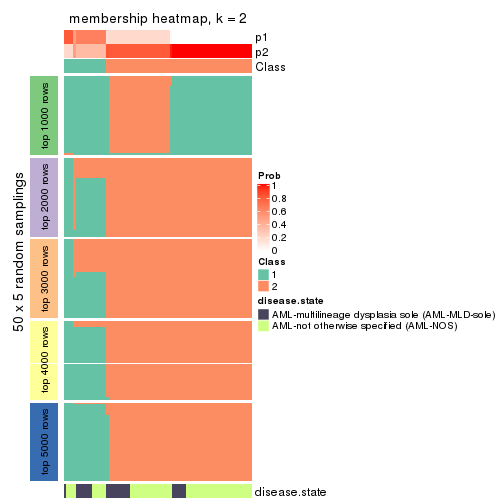 membership heatmap, k = 2
p1
p2
Class
50 x 5 random samplings
top 1000 rows
top 2000 rows
top 3000 rows
top 4000 rows
top 5000 rows
Prob
1
0.8
0.6
0.4
0.2
0
Class
1
2
disease.state
AML-multilineage dysplasia sole (AML-MLD-sole)
AML-not otherwise specified (AML-NOS)
disease.state